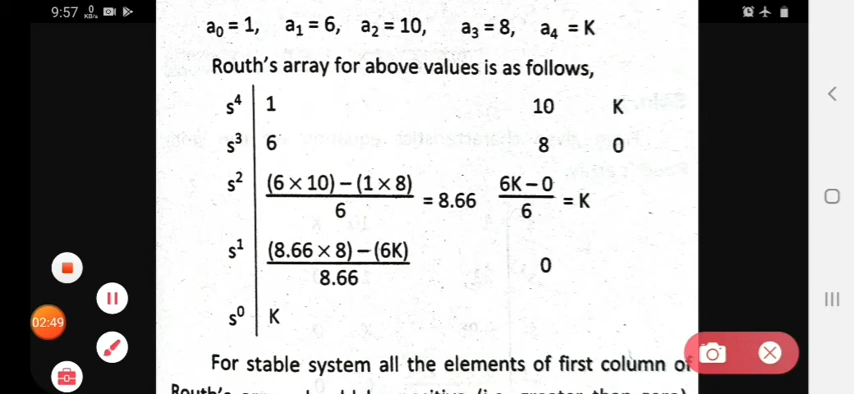 9:57 0 KB/s
a₀ = 1, a₁ = 6, a₂ = 10, a₃ = 8, a₄ = K
Routh's array for above values is as follows,
s⁴ 1 10 K
s³ 6 8 0
s² (6 × 10) – (1 × 8) / 6 = 8.66 6K – 0 / 6 = K
s¹ (8.66 × 8) – (6K) / 8.66 0
s⁰ K
02:49
For stable system all the elements of first column of